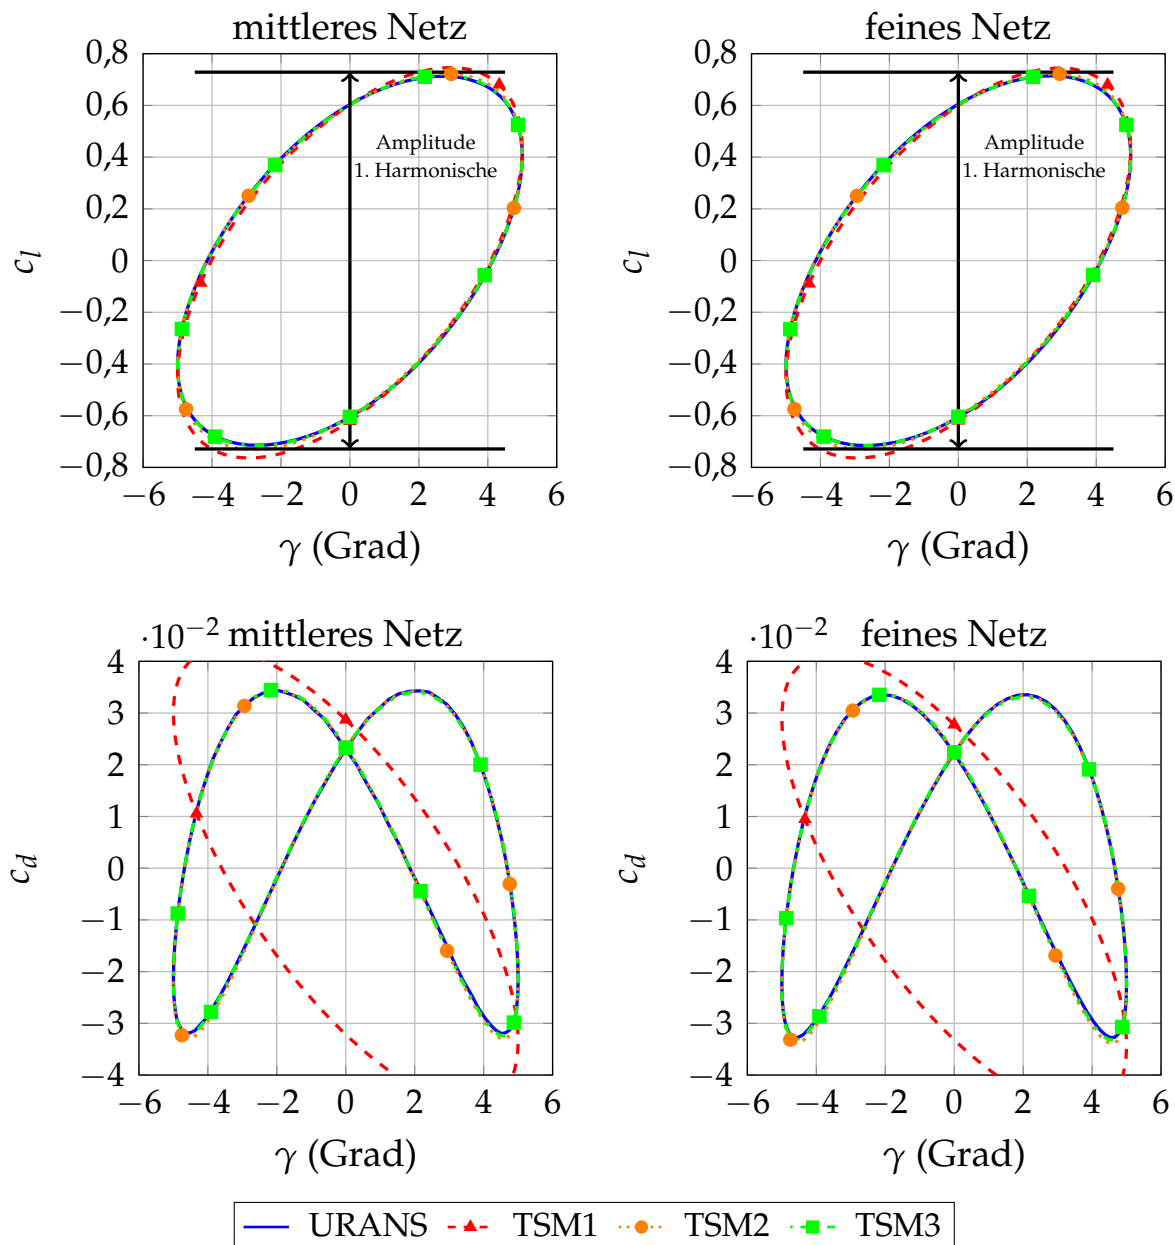 mittleres Netz
0,8
0,6
0,4
0,2
0
−0,2
−0,4
−0,6
−0,8
c_l
Amplitude
1. Harmonische
−6 −4 −2 0 2 4 6
γ (Grad)
feines Netz
0,8
0,6
0,4
0,2
0
−0,2
−0,4
−0,6
−0,8
c_l
Amplitude
1. Harmonische
−6 −4 −2 0 2 4 6
γ (Grad)
·10⁻² mittleres Netz
4
3
2
1
0
−1
−2
−3
−4
c_d
−6 −4 −2 0 2 4 6
γ (Grad)
·10⁻² feines Netz
4
3
2
1
0
−1
−2
−3
−4
c_d
−6 −4 −2 0 2 4 6
γ (Grad)
URANS TSM1 TSM2 TSM3